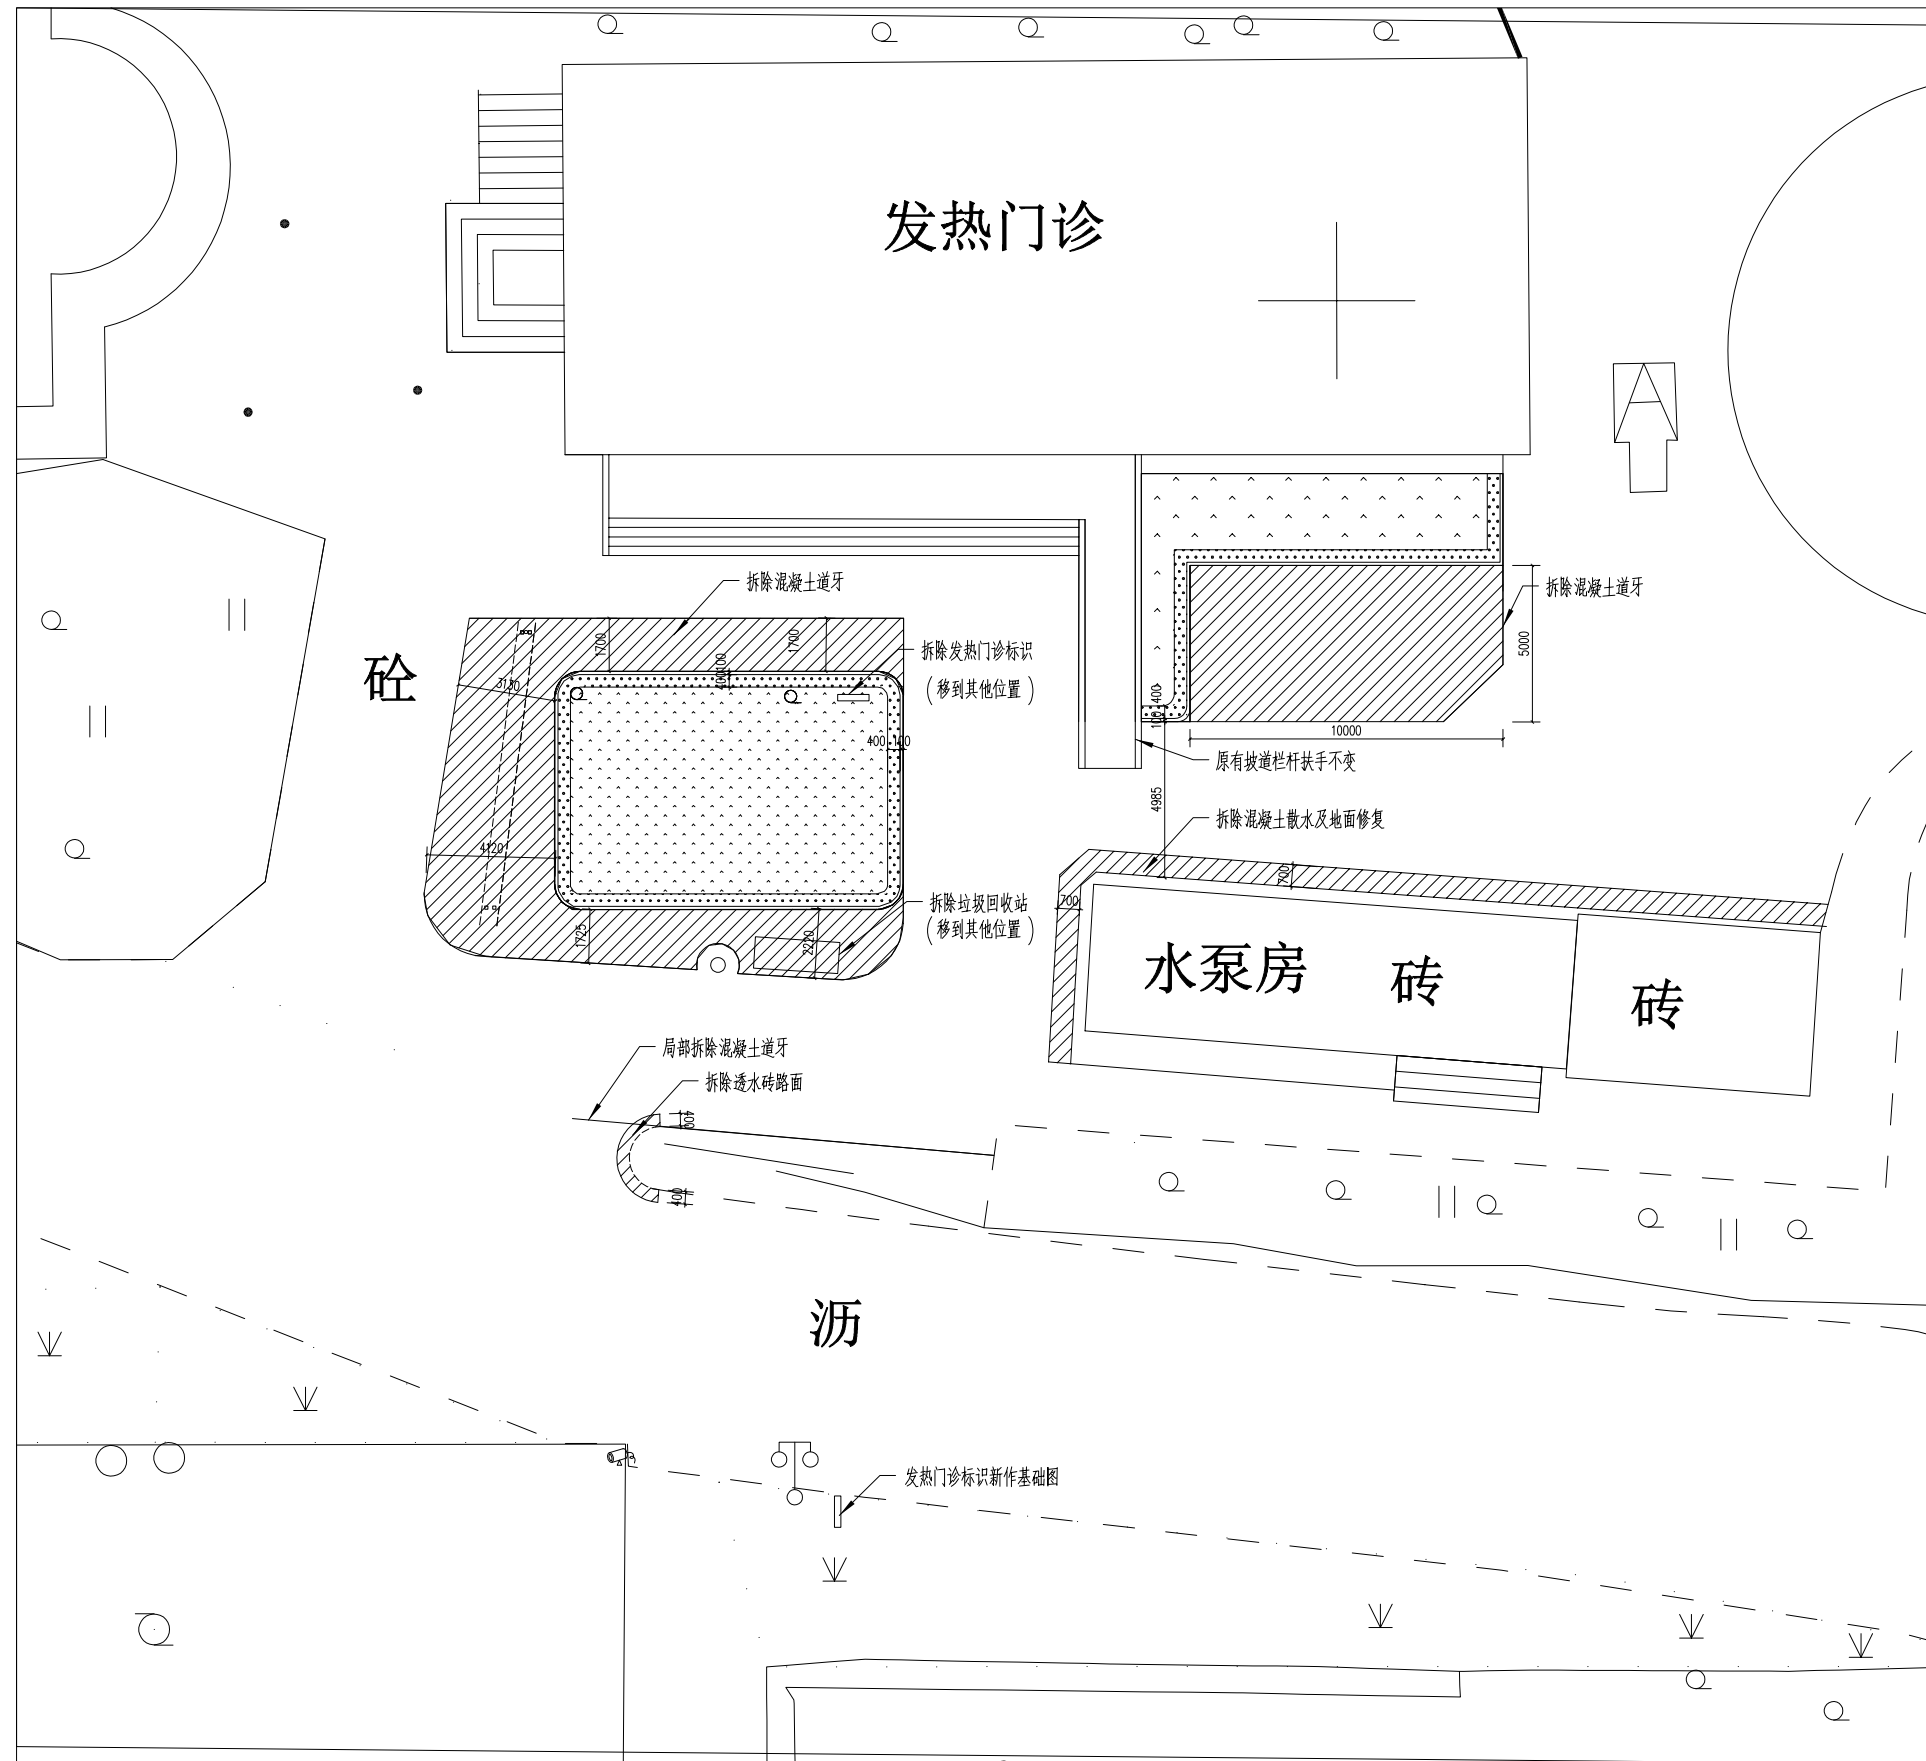 发热门诊
拆除混凝土道牙
拆除混凝土道牙
1700
1700
拆除发热门诊标识
（移到其他位置）
砼
3130
400
100
5000
400
100
400
100
10000
原有坡道栏杆扶手不变
4985
拆除混凝土散水及地面修复
4120
700
700
拆除垃圾回收站
（移到其他位置）
1725
2220
水泵房
砖
砖
局部拆除混凝土道牙
拆除透水砖路面
400
400
沥
发热门诊标识新作基础图